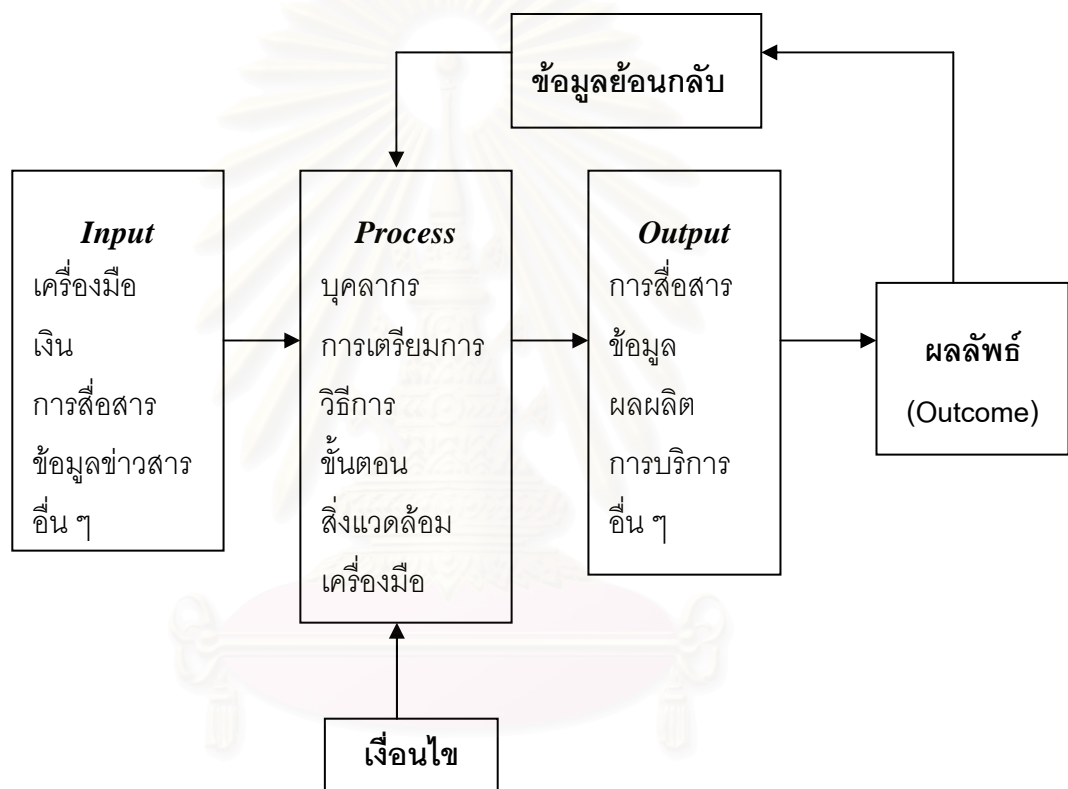 ข้อมูลย้อนกลับ
Input
เครื่องมือ
เงิน
การสื่อสาร
ข้อมูลข่าวสาร
อื่น ๆ
Process
บุคลากร
การเตรียมการ
วิธีการ
ขั้นตอน
สิ่งแวดล้อม
เครื่องมือ
Output
การสื่อสาร
ข้อมูล
ผลผลิต
การบริการ
อื่น ๆ
ผลลัพธ์
(Outcome)
เงื่อนไข